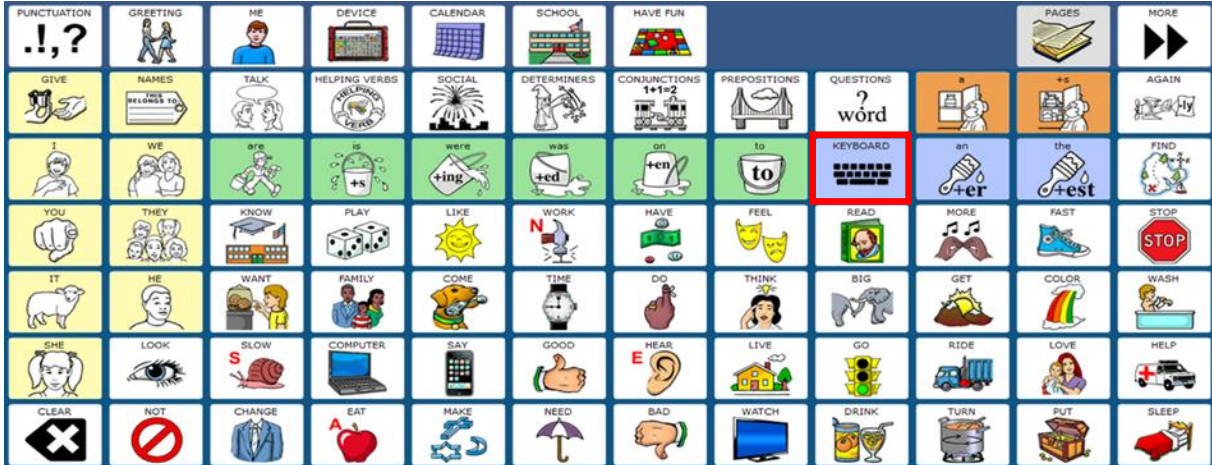 PUNCTUATION GREETING ME DEVICE CALENDAR SCHOOL HAVE FUN PAGES MORE
.!,?
GIVE NAMES TALK HELPING VERBS SOCIAL DETERMINERS CONJUNCTIONS PREPOSITIONS QUESTIONS a +s AGAIN
THIS BELONGS TO HELPING VERB 1+1=2 ? word -ly
I WE are is were was on to KEYBOARD an the FIND
+s +ing +ed +en to +er +est
YOU THEY KNOW PLAY LIKE WORK HAVE FEEL READ MORE FAST STOP
N STOP
IT HE WANT FAMILY COME TIME DO THINK BIG GET COLOR WASH
SHE LOOK SLOW COMPUTER SAY GOOD HEAR LIVE GO RIDE LOVE HELP
S E
CLEAR NOT CHANGE EAT MAKE NEED BAD WATCH DRINK TURN PUT SLEEP
A